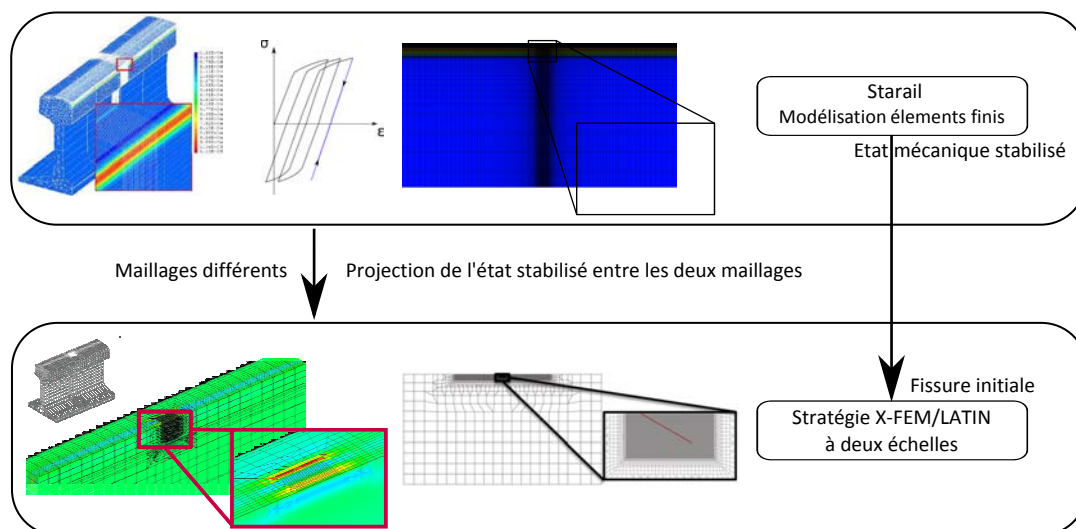 σ
ε
Starail
Modélisation élements finis
Etat mécanique stabilisé
Maillages différents
Projection de l'état stabilisé entre les deux maillages
Fissure initiale
Stratégie X-FEM/LATIN
à deux échelles